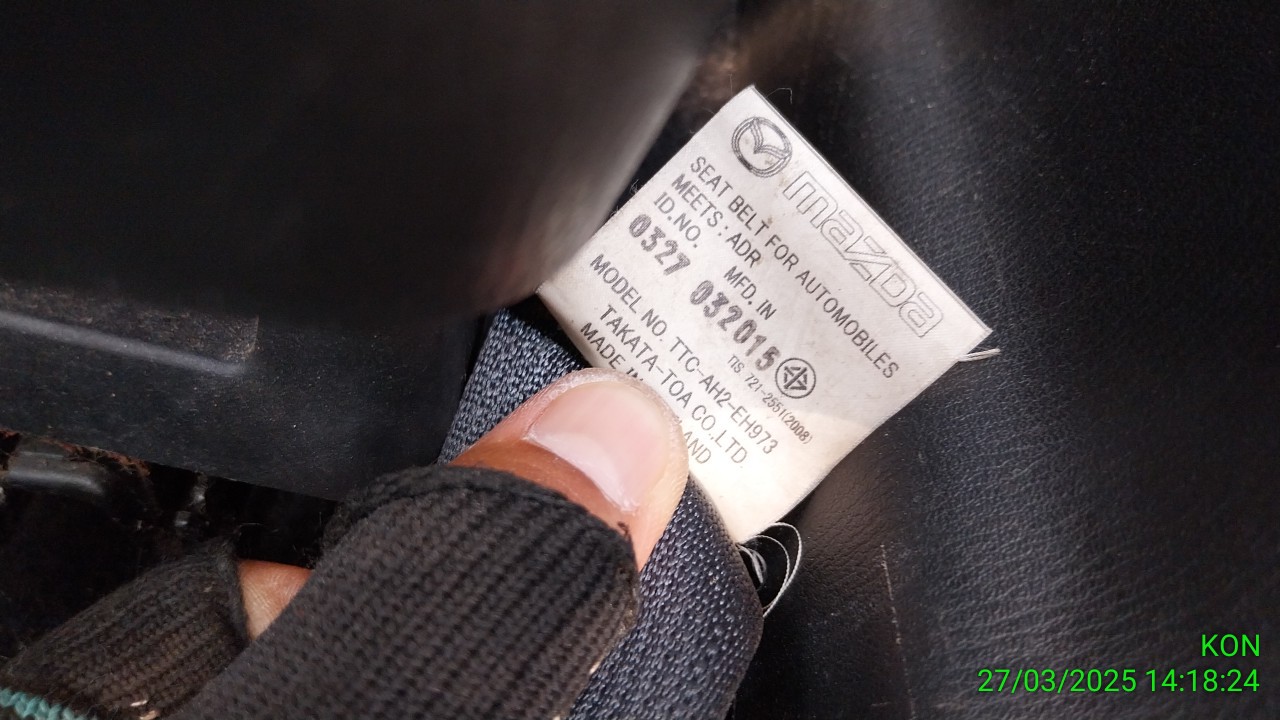 mazda
SEAT BELT FOR AUTOMOBILES
MEETS : ADR
ID.NO. MFD. IN
0327 032015
TIS 721-2551(2008)
MODEL NO. TTC-AH2-EH973
TAKATA-TOA CO.,LTD.
MADE IN AND
KON
27/03/2025 14:18:24